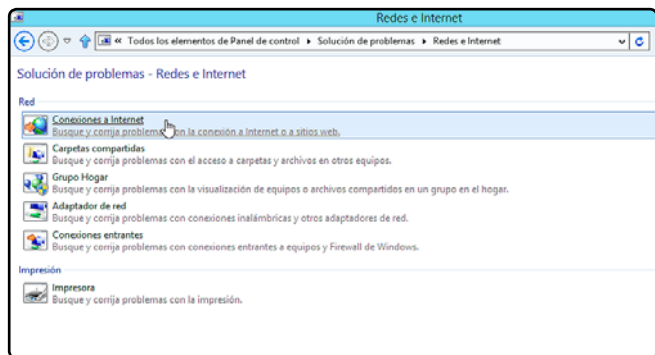 Redes e Internet
« Todos los elementos de Panel de control ▸ Solución de problemas ▸ Redes e Internet
Solución de problemas - Redes e Internet
Red
Conexiones a Internet
Busque y corrija problemas con la conexión a Internet o a sitios web.
Carpetas compartidas
Busque y corrija problemas con el acceso a carpetas y archivos en otros equipos.
Grupo Hogar
Busque y corrija problemas con la visualización de equipos o archivos compartidos en un grupo en el hogar.
Adaptador de red
Busque y corrija problemas con conexiones inalámbricas y otros adaptadores de red.
Conexiones entrantes
Busque y corrija problemas con conexiones entrantes a equipos y Firewall de Windows.
Impresión
Impresora
Busque y corrija problemas con la impresión.